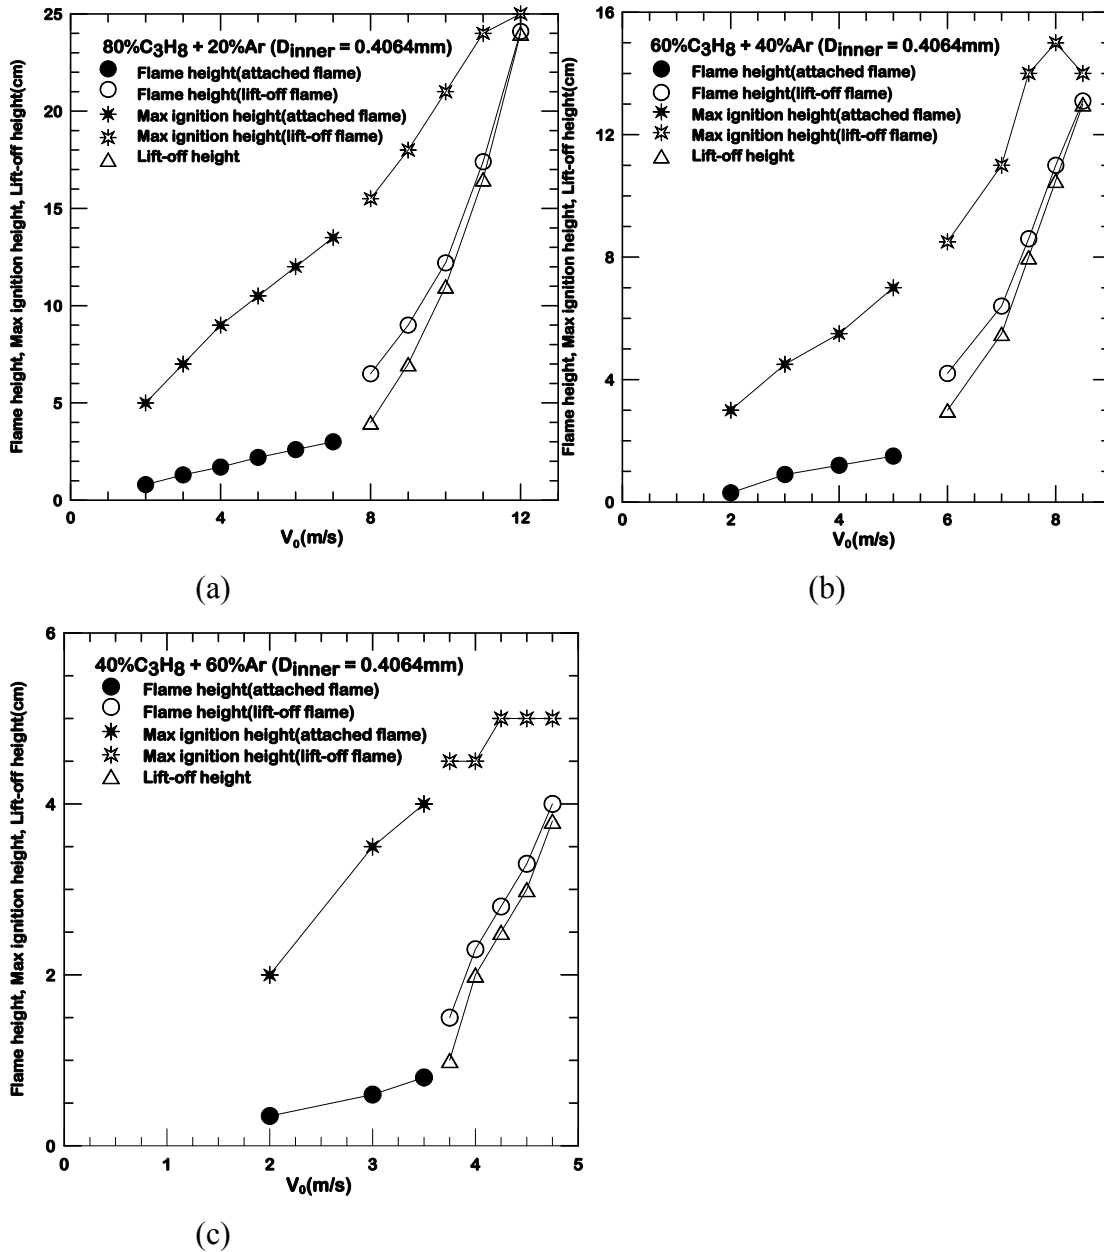 80%C3H8 + 20%Ar (Dinner = 0.4064mm)
Flame height(attached flame)
Flame height(lift-off flame)
Max ignition height(attached flame)
Max ignition height(lift-off flame)
Lift-off height
Flame height, Max ignition height, Lift-off height(cm)
25
20
15
10
5
0
0 4 8 12
V0(m/s)
(a)
60%C3H8 + 40%Ar (Dinner = 0.4064mm)
Flame height(attached flame)
Flame height(lift-off flame)
Max ignition height(attached flame)
Max ignition height(lift-off flame)
Lift-off height
Flame height, Max ignition height, Lift-off height(cm)
16
12
8
4
0
0 2 4 6 8
V0(m/s)
(b)
40%C3H8 + 60%Ar (Dinner = 0.4064mm)
Flame height(attached flame)
Flame height(lift-off flame)
Max ignition height(attached flame)
Max ignition height(lift-off flame)
Lift-off height
Flame height, Max ignition height, Lift-off height(cm)
6
4
2
0
0 1 2 3 4 5
V0(m/s)
(c)